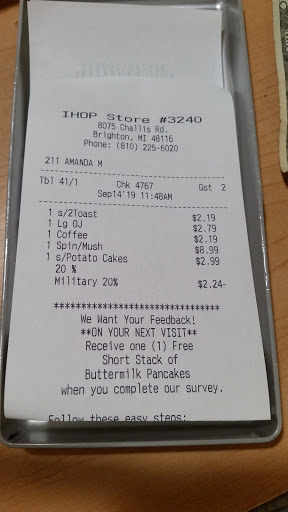 IHOP Store #3240
8075 Challis Rd.
Brighton, MI 48116
Phone: (810) 225-6020
211 AMANDA M
Tbl 41/1 Chk 4767 Gst 2
Sep14'19 11:48AM
1 s/2Toast $2.19
1 Lg OJ $2.79
1 Coffee $2.19
1 Spin/Mush $8.99
1 s/Potato Cakes $2.99
20 %
Military 20% $2.24-
********************************
We Want Your Feedback!
**ON YOUR NEXT VISIT**
Receive one (1) Free
Short Stack of
Buttermilk Pancakes
when you complete our survey.
Follow these easy steps: